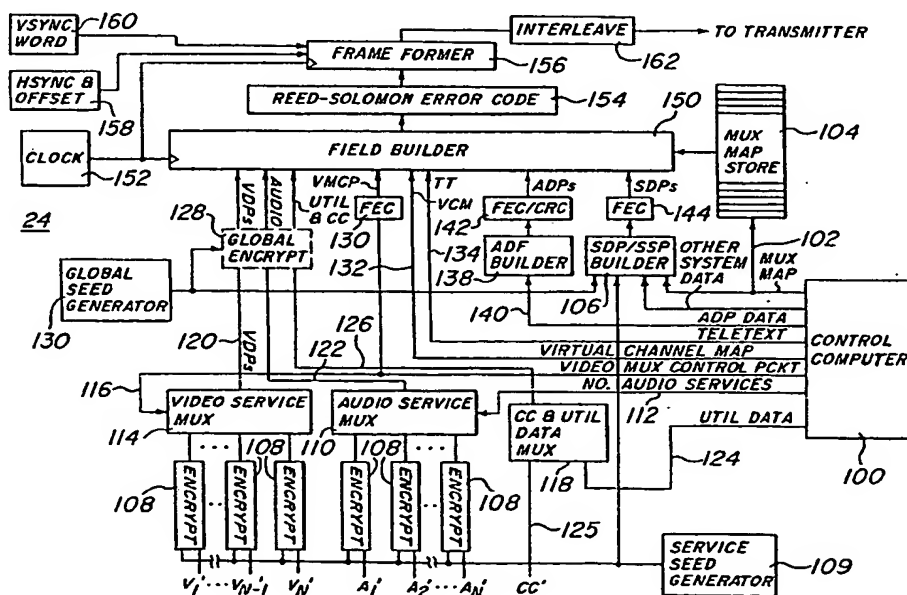 VSYNC WORD
160
HSYNC & OFFSET
158
CLOCK
152
FRAME FORMER
156
INTERLEAVE
162
TO TRANSMITTER
REED-SOLOMON ERROR CODE
154
150
FIELD BUILDER
MUX MAP STORE
104
24
VDPs
AUDIO
UTIL & CC
VMCP
VCM
TT
ADPs
SDPs
128
GLOBAL ENCRYPT
FEC
130
132
134
FEC/CRC
142
FEC
144
ADF BUILDER
138
SDP/SSP BUILDER
106
OTHER SYSTEM DATA
102
MUX MAP
GLOBAL SEED GENERATOR
130
120
VDPs
126
122
140
ADP DATA
TELETEXT
VIRTUAL CHANNEL MAP
VIDEO MUX CONTROL PCKT
NO. AUDIO SERVICES
112
UTIL DATA
CONTROL COMPUTER
100
116
VIDEO SERVICE MUX
114
AUDIO SERVICE MUX
110
CC & UTIL DATA MUX
118
124
125
108
ENCRYPT
...
ENCRYPT
108
ENCRYPT
ENCRYPT
108
ENCRYPT
...
ENCRYPT
108
V1' ... VN-1' VN' A1' A2' ... AN' CC'
SERVICE SEED GENERATOR
109